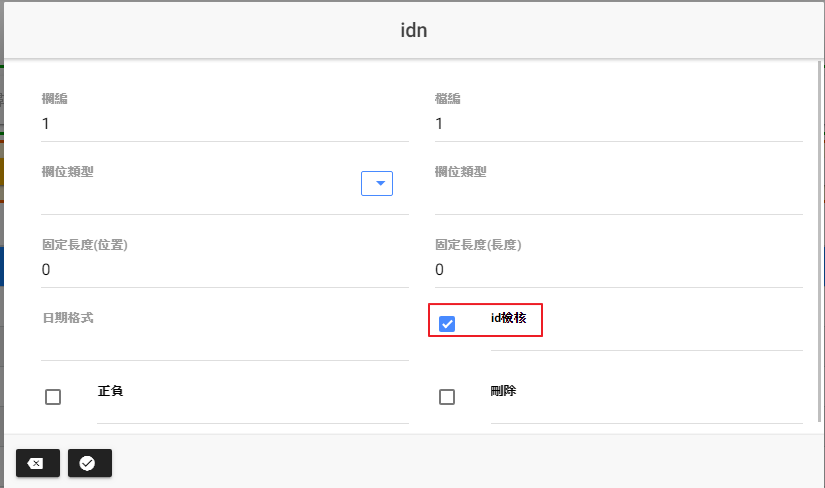 idn
欄編
檔編
1
1
欄位類型
欄位類型
固定長度(位置)
固定長度(長度)
0
0
日期格式
id檢核
正負
刪除